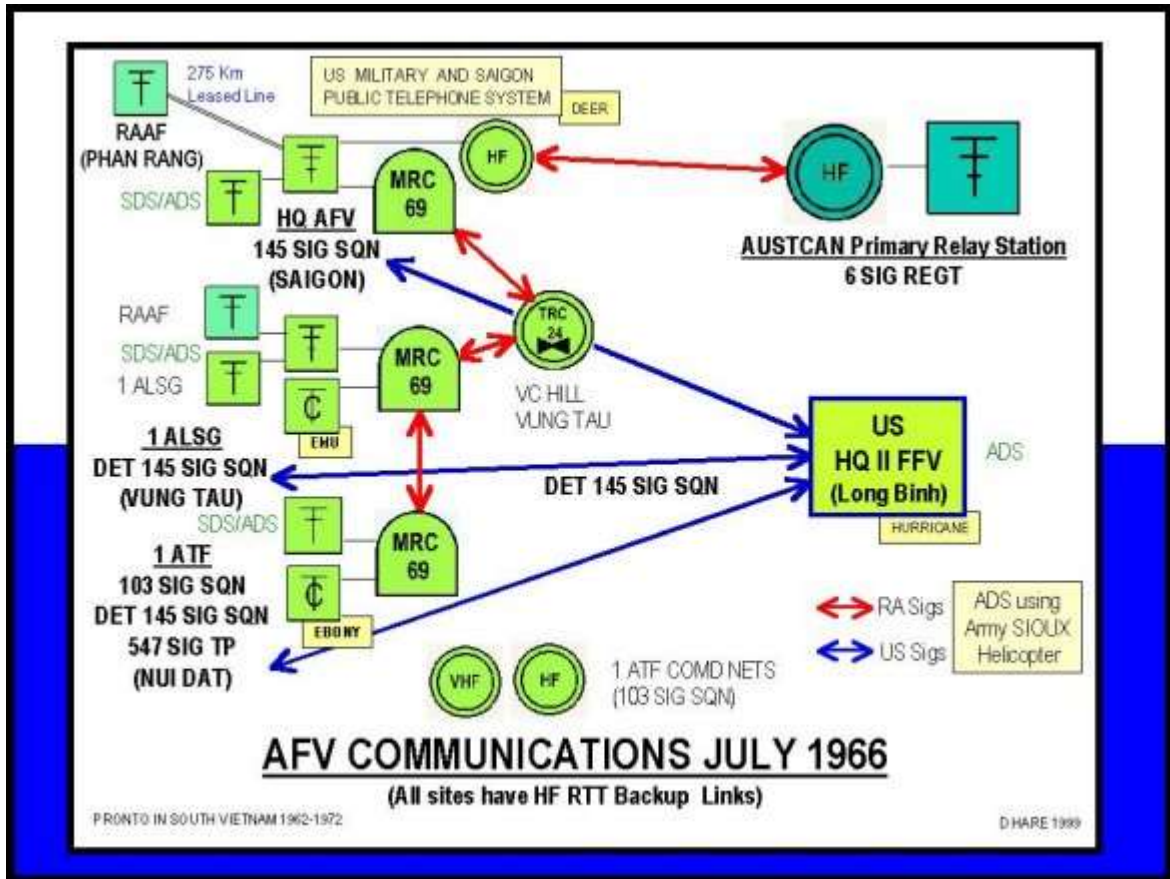 275 Km
Leased Line
US MILITARY AND SAIGON
PUBLIC TELEPHONE SYSTEM
DEER
RAAF
(PHAN RANG)
HF
MRC
69
HF
SDS/ADS
HQ AFV
145 SIG SQN
(SAIGON)
AUSTCAN Primary Relay Station
6 SIG REGT
RAAF
SDS/ADS
1 ALSG
EMU
MRC
69
TRC
24
VC HILL
VUNG TAU
1 ALSG
DET 145 SIG SQN
(VUNG TAU)
DET 145 SIG SQN
US
HQ II FFV
(Long Binh)
ADS
HURRICANE
SDS/ADS
1 ATF
103 SIG SQN
DET 145 SIG SQN
547 SIG TP
(NUI DAT)
EBONY
MRC
69
RA Sigs
US Sigs
ADS using
Army SIOUX
Helicopter
VHF
HF
1 ATF COMD NETS
(103 SIG SQN)
AFV COMMUNICATIONS JULY 1966
(All sites have HF RTT Backup Links)
PRONTO IN SOUTH VIETNAM 1962-1972
D HARE 1999